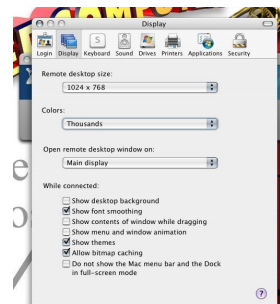 Display
Login Display Keyboard Sound Drives Printers Applications Security
Remote desktop size:
1024 x 768
Colors:
Thousands
Open remote desktop window on:
Main display
While connected:
Show desktop background
Show font smoothing
Show contents of window while dragging
Show menu and window animation
Show themes
Allow bitmap caching
Do not show the Mac menu bar and the Dock
in full-screen mode
?